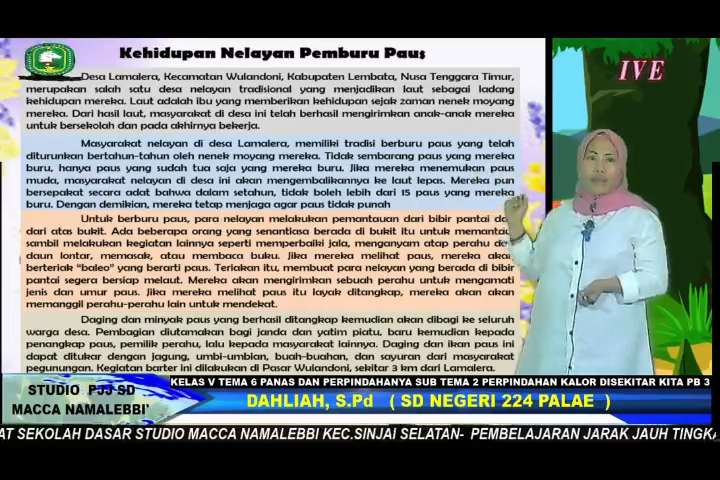 Kehidupan Nelayan Pemburu Paus
IVE
Desa Lamalera, Kecamatan Wulandoni, Kabupaten Lembata, Nusa Tenggara Timur,
merupakan salah satu desa nelayan tradisional yang menjadikan laut sebagai ladang
kehidupan mereka. Laut adalah ibu yang memberikan kehidupan sejak zaman nenek moyang
mereka. Dari hasil laut, masyarakat di desa ini telah berhasil mengirimkan anak-anak mereka
untuk bersekolah dan pada akhirnya bekerja.
Masyarakat nelayan di desa Lamalera, memiliki tradisi berburu paus yang telah
diturunkan bertahun-tahun oleh nenek moyang mereka. Tidak sembarang paus yang mereka
buru, hanya paus yang sudah tua saja yang mereka buru. Jika mereka menemukan paus
muda, masyarakat nelayan di desa ini akan mengembalikannya ke laut lepas. Mereka pun
bersepakat secara adat bahwa dalam setahun, tidak boleh lebih dari 15 paus yang mereka
buru. Dengan demikian, mereka tetap menjaga agar paus tidak punah
Untuk berburu paus, para nelayan melakukan pemantauan dari bibir pantai da
dari atas bukit. Ada beberapa orang yang senantiasa berada di bukit itu untuk memantau
sambil melakukan kegiatan lainnya seperti memperbaiki jala, menganyam atap perahu de
daun lontar, memasak, atau membaca buku. Jika mereka melihat paus, mereka akan
berteriak "baleo" yang berarti paus. Teriakan itu, membuat para nelayan yang berada di bibir
pantai segera bersiap melaut. Mereka akan mengirimkan sebuah perahu untuk mengamati
jenis dan umur paus. Jika mereka melihat paus itu layak ditangkap, mereka akan akan
memanggil perahu-perahu lain untuk mendekat.
Daging dan minyak paus yang berhasil ditangkap kemudian akan dibagi ke seluruh
warga desa. Pembagian diutamakan bagi janda dan yatim piatu, baru kemudian kepada
penangkap paus, pemilik perahu, lalu kepada masyarakat lainnya. Daging dan ikan paus ini
dapat ditukar dengan jagung, umbi-umbian, buah-buahan, dan sayuran dari masyarakat
pegunungan. Kegiatan barter ini dilakukan di Pasar Wulandoni, sekitar 3 km dari Lamalera.
KELAS V TEMA 6 PANAS DAN PERPINDAHANYA SUB TEMA 2 PERPINDAHAN KALOR DISEKITAR KITA PB 3
STUDIO PJJ SD
MACCA NAMALEBBI'
DAHLIAH, S.Pd ( SD NEGERI 224 PALAE )
AT SEKOLAH DASAR STUDIO MACCA NAMALEBBI KEC.SINJAI SELATAN- PEMBELAJARAN JARAK JAUH TINGKA